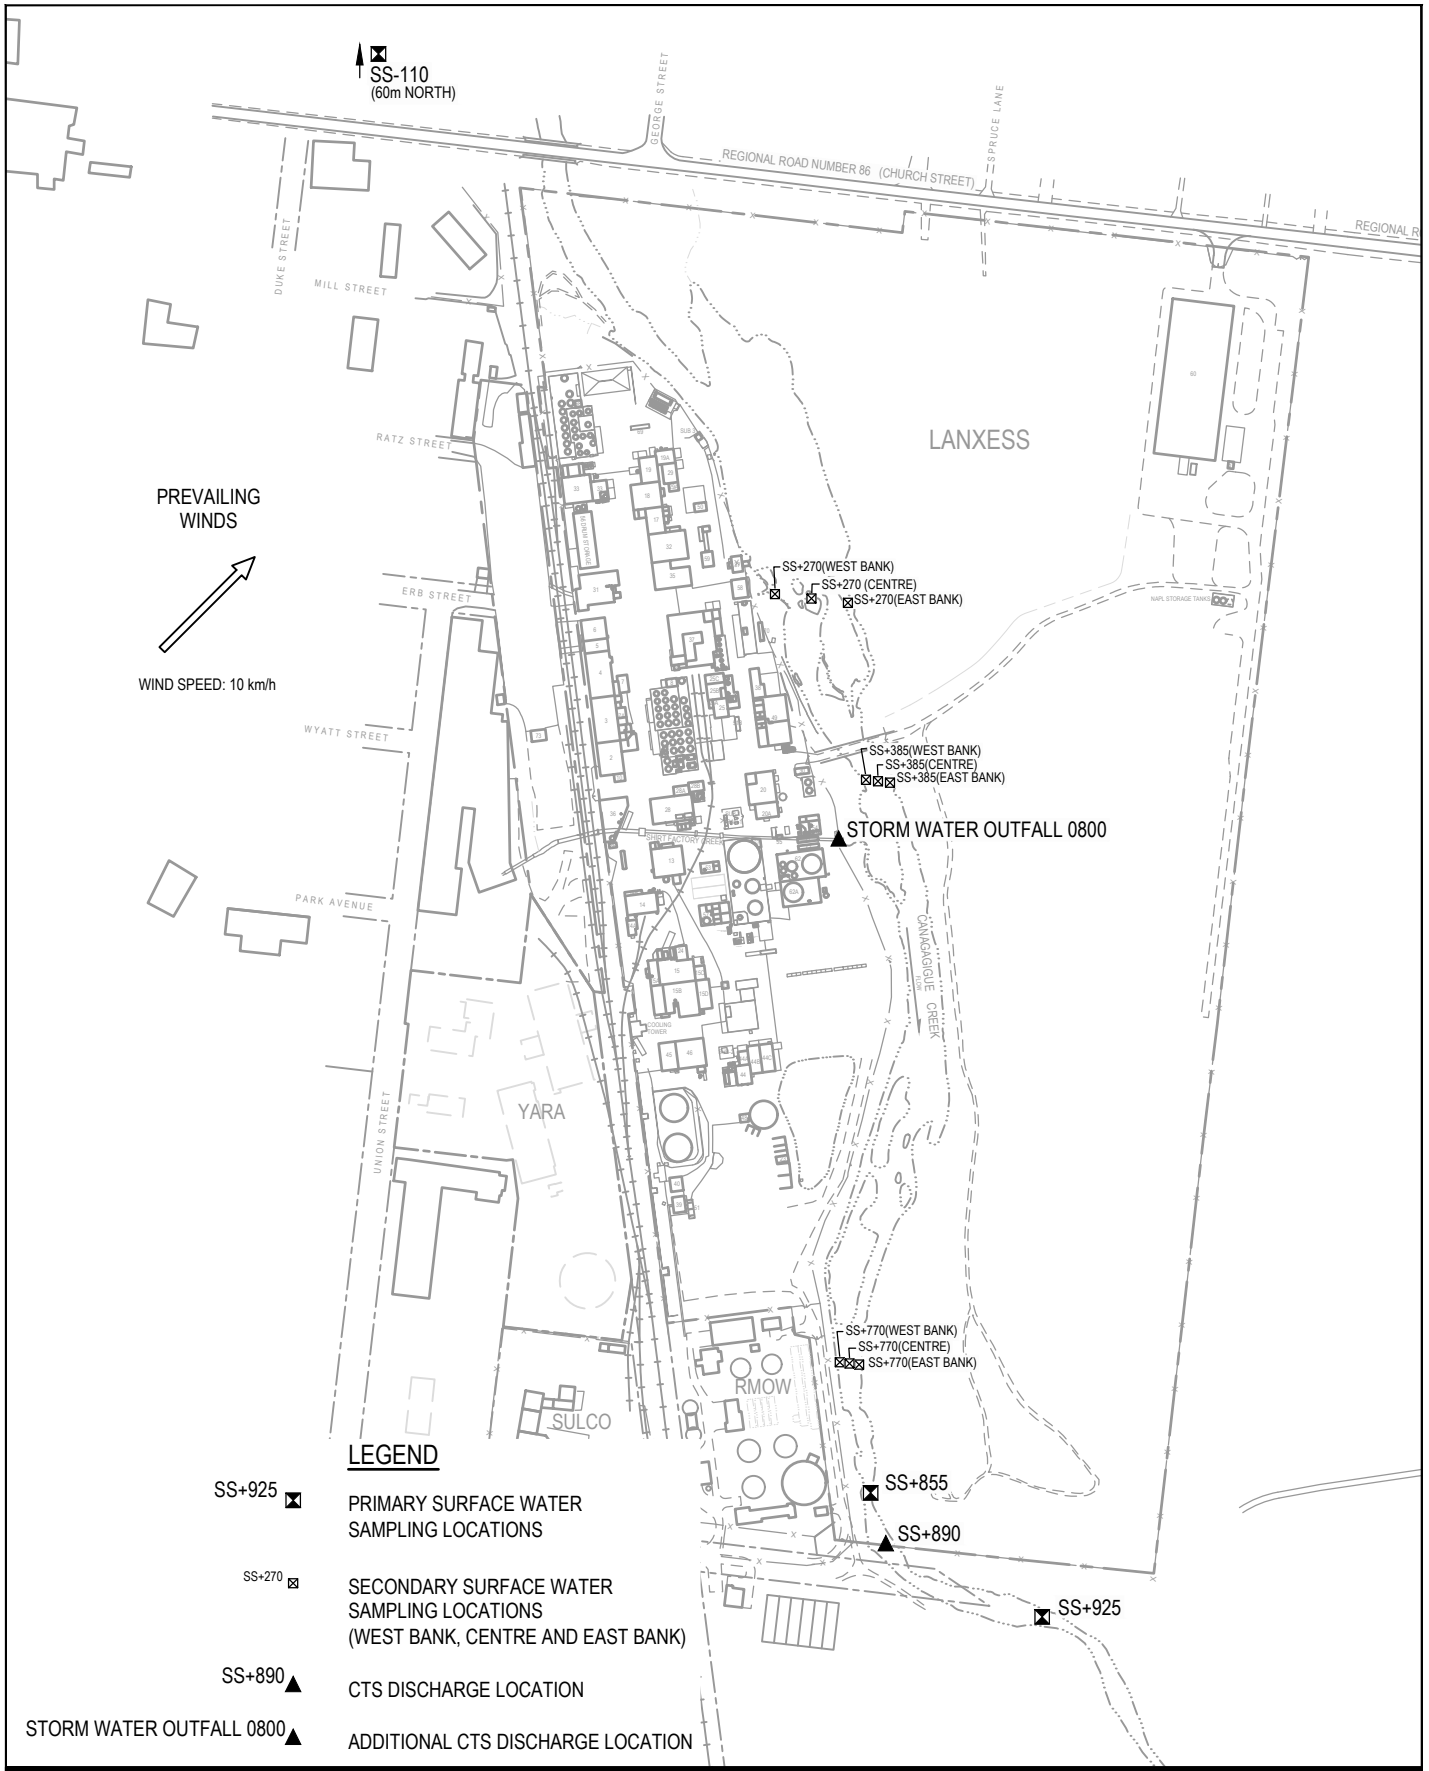 SS-110
(60m NORTH)
GEORGE STREET
SPRUCE LANE
REGIONAL ROAD NUMBER 86 (CHURCH STREET)
REGIONAL R
DUKE STREET
MILL STREET
LANXESS
RATZ STREET
PREVAILING
WINDS
WIND SPEED: 10 km/h
ERB STREET
SS+270(WEST BANK)
SS+270 (CENTRE)
SS+270(EAST BANK)
NAPL STORAGE TANKS
WYATT STREET
SS+385(WEST BANK)
SS+385(CENTRE)
SS+385(EAST BANK)
STORM WATER OUTFALL 0800
SHIRT FACTORY CREEK
PARK AVENUE
CANAGAGIGUE CREEK
FLOW
COOLING
TOWER
YARA
UNION STREET
SS+770(WEST BANK)
SS+770(CENTRE)
SS+770(EAST BANK)
RMOW
SULCO
SS+855
SS+890
SS+925
LEGEND
SS+925
PRIMARY SURFACE WATER
SAMPLING LOCATIONS
SS+270
SECONDARY SURFACE WATER
SAMPLING LOCATIONS
(WEST BANK, CENTRE AND EAST BANK)
SS+890
CTS DISCHARGE LOCATION
STORM WATER OUTFALL 0800
ADDITIONAL CTS DISCHARGE LOCATION